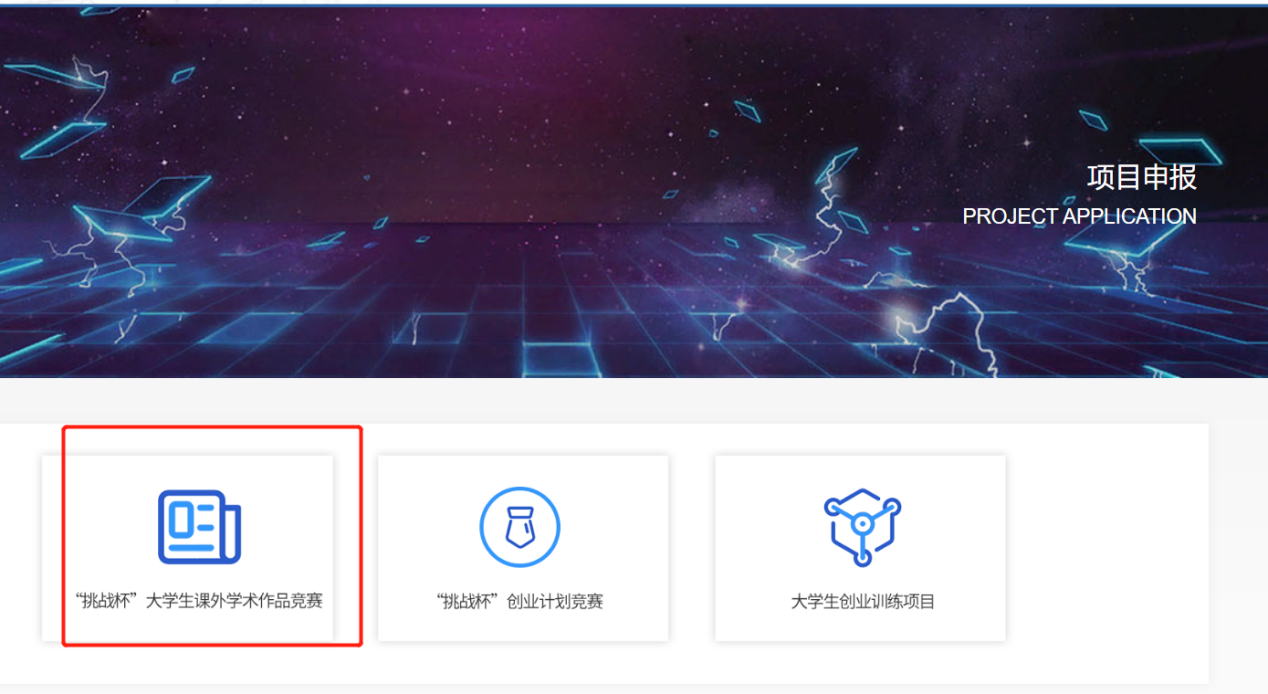 项目申报
PROJECT APPLICATION
“挑战杯”大学生课外学术作品竞赛
“挑战杯”创业计划竞赛
大学生创业训练项目